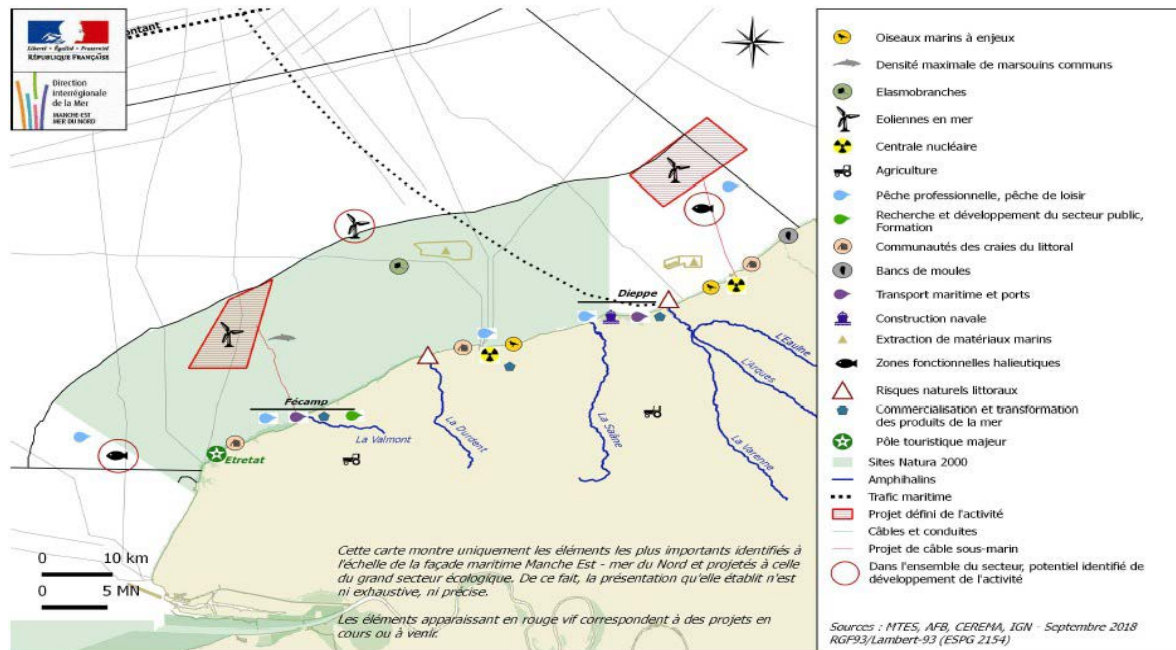 Liberté • Égalité • Fraternité
RÉPUBLIQUE FRANÇAISE
Direction
interrégionale
de la Mer
MANCHE EST
MER DU NORD
ontant
Dieppe
Fécamp
Etretat
La Valmont
La Durdent
La Saâne
La Varenne
L'Arques
L'Eaulne
0 10 km
0 5 MN
Cette carte montre uniquement les éléments les plus importants identifiés à
l'échelle de la façade maritime Manche Est - mer du Nord et projetés à celle
du grand secteur écologique. De ce fait, la présentation qu'elle établit n'est
ni exhaustive, ni précise.
Les éléments apparaissant en rouge vif correspondent à des projets en
cours ou à venir.
Oiseaux marins à enjeux
Densité maximale de marsouins communs
Elasmobranches
Eoliennes en mer
Centrale nucléaire
Agriculture
Pêche professionnelle, pêche de loisir
Recherche et développement du secteur public,
Formation
Communautés des craies du littoral
Bancs de moules
Transport maritime et ports
Construction navale
Extraction de matériaux marins
Zones fonctionnelles halieutiques
Risques naturels littoraux
Commercialisation et transformation
des produits de la mer
Pôle touristique majeur
Sites Natura 2000
Amphihalins
Trafic maritime
Projet défini de l'activité
Câbles et conduites
Projet de câble sous-marin
Dans l'ensemble du secteur, potentiel identifié de
développement de l'activité
Sources : MTES, AFB, CEREMA, IGN - Septembre 2018
RGF93/Lambert-93 (ESPG 2154)